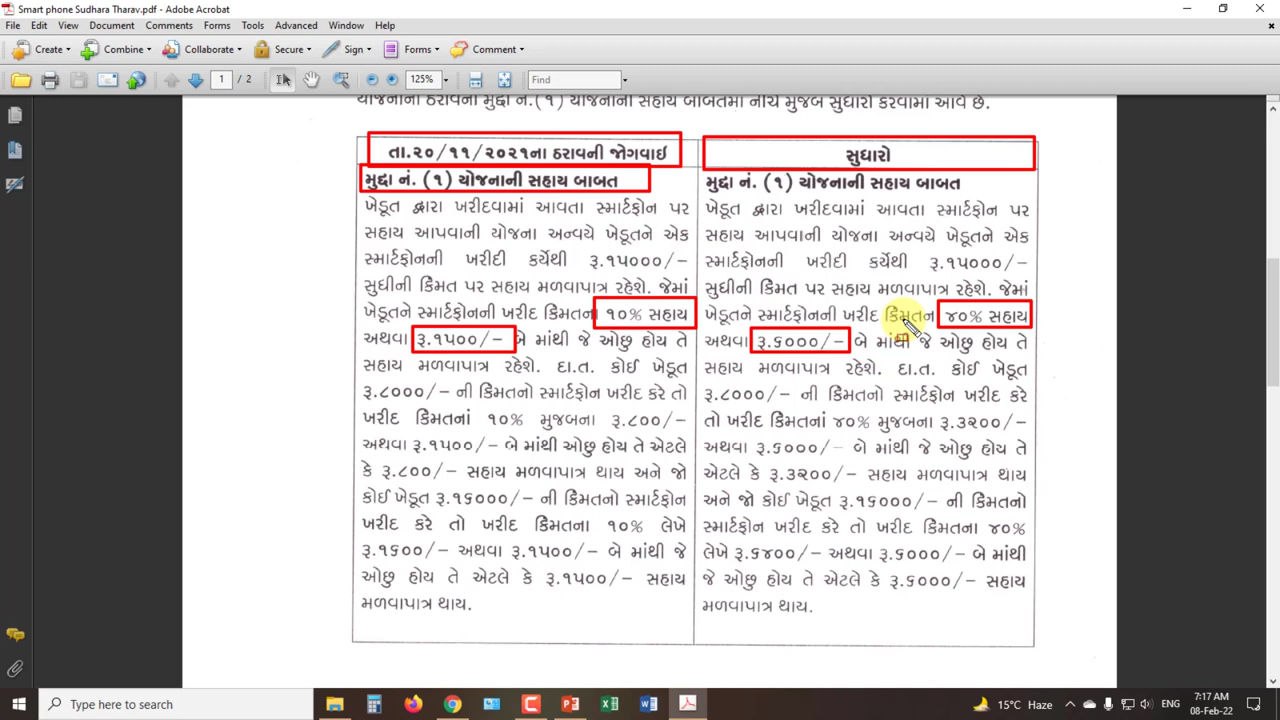 Smart phone Sudhara Tharav.pdf - Adobe Acrobat
File Edit View Document Comments Forms Tools Advanced Window Help
Create Combine Collaborate Secure Sign Forms Comment
1 / 2 125% Find
યોજનાના ઠરાવના મુદ્દા નં.(૧) યોજનાની સહાય બાબતમાં નીચે મુજબ સુધારો કરવામાં આવે છે.
તા.૨૦/૧૧/૨૦૨૧ના ઠરાવની જોગવાઇ
મુદ્દા નં. (૧) યોજનાની સહાય બાબત
ખેડૂત દ્વારા ખરીદવામાં આવતા સ્માર્ટફોન પર
સહાય આપવાની યોજના અન્વયે ખેડૂતને એક
સ્માર્ટફોનની ખરીદી કર્યેથી રૂ.૧૫૦૦૦/–
સુધીની કિંમત પર સહાય મળવાપાત્ર રહેશે. જેમાં
ખેડૂતને સ્માર્ટફોનની ખરીદ કિંમતના ૧૦% સહાય
અથવા રૂ.૧૫૦૦/– બે માંથી જે ઓછુ હોય તે
સહાય મળવાપાત્ર રહેશે. દા.ત. કોઈ ખેડૂત
રૂ.૮૦૦૦/– ની કિંમતનો સ્માર્ટફોન ખરીદ કરે તો
ખરીદ કિંમતનાં ૧૦% મુજબના રૂ.૮૦૦/–
અથવા રૂ.૧૫૦૦/– બે માંથી ઓછુ હોય તે એટલે
કે રૂ.૮૦૦/– સહાય મળવાપાત્ર થાય અને જો
કોઈ ખેડૂત રૂ.૧૬૦૦૦/– ની કિંમતનો સ્માર્ટફોન
ખરીદ કરે તો ખરીદ કિંમતના ૧૦% લેખે
રૂ.૧૬૦૦/– અથવા રૂ.૧૫૦૦/– બે માંથી જે
ઓછુ હોય તે એટલે કે રૂ.૧૫૦૦/– સહાય
મળવાપાત્ર થાય.
સુધારો
મુદ્દા નં. (૧) યોજનાની સહાય બાબત
ખેડૂત દ્વારા ખરીદવામાં આવતા સ્માર્ટફોન પર
સહાય આપવાની યોજના અન્વયે ખેડૂતને એક
સ્માર્ટફોનની ખરીદી કર્યેથી રૂ.૧૫૦૦૦/–
સુધીની કિંમત પર સહાય મળવાપાત્ર રહેશે. જેમાં
ખેડૂતને સ્માર્ટફોનની ખરીદ કિંમતન ૪૦% સહાય
અથવા રૂ.૬૦૦૦/– બે માંથી જે ઓછુ હોય તે
સહાય મળવાપાત્ર રહેશે. દા.ત. કોઈ ખેડૂત
રૂ.૮૦૦૦/– ની કિંમતનો સ્માર્ટફોન ખરીદ કરે
તો ખરીદ કિંમતનાં ૪૦% મુજબના રૂ.૩૨૦૦/–
અથવા રૂ.૬૦૦૦/– બે માંથી જે ઓછુ હોય તે
એટલે કે રૂ.૩૨૦૦/– સહાય મળવાપાત્ર થાય
અને જો કોઈ ખેડૂત રૂ.૧૬૦૦૦/– ની કિંમતનો
સ્માર્ટફોન ખરીદ કરે તો ખરીદ કિંમતના ૪૦%
લેખે રૂ.૬૪૦૦/– અથવા રૂ.૬૦૦૦/– બે માંથી
જે ઓછુ હોય તે એટલે કે રૂ.૬૦૦૦/– સહાય
મળવાપાત્ર થાય.
Type here to search
15°C Haze ENG 7:17 AM
08-Feb-22